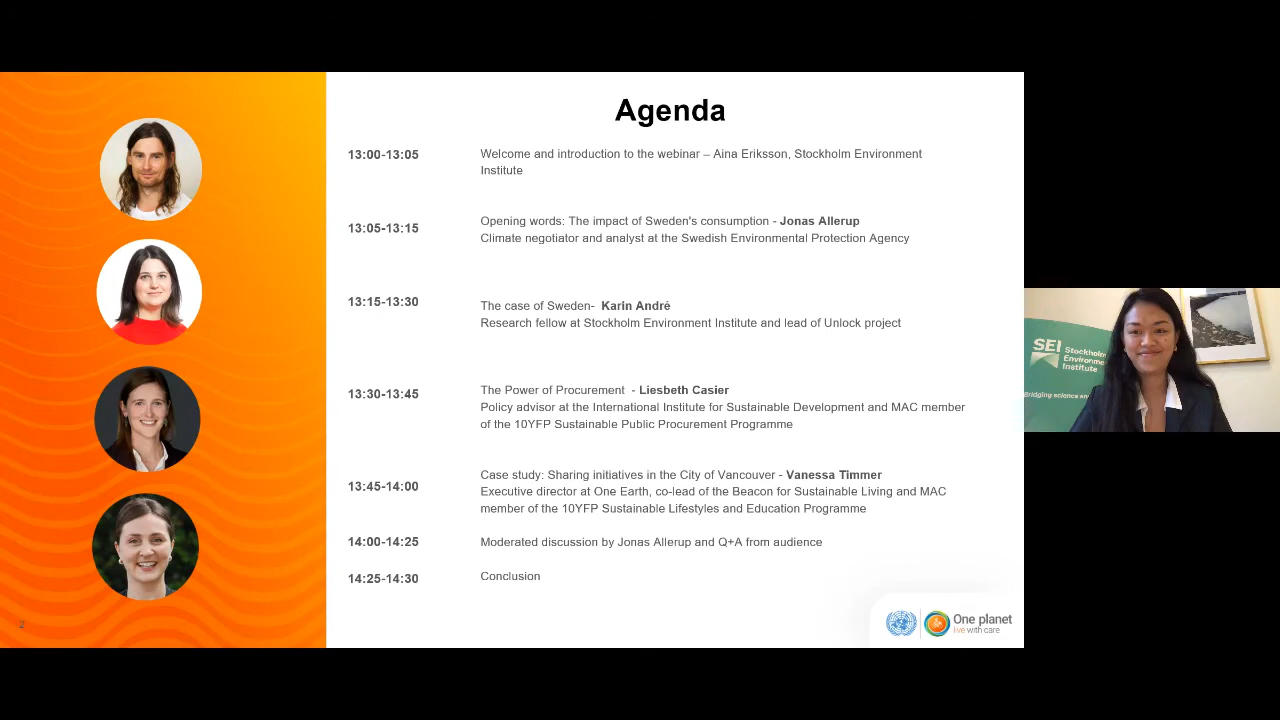 Agenda
13:00-13:05
Welcome and introduction to the webinar – Aina Eriksson, Stockholm Environment
Institute
13:05-13:15
Opening words: The impact of Sweden's consumption - Jonas Allerup
Climate negotiator and analyst at the Swedish Environmental Protection Agency
13:15-13:30
The case of Sweden- Karin André
Research fellow at Stockholm Environment Institute and lead of Unlock project
13:30-13:45
The Power of Procurement - Liesbeth Casier
Policy advisor at the International Institute for Sustainable Development and MAC member
of the 10YFP Sustainable Public Procurement Programme
13:45-14:00
Case study: Sharing initiatives in the City of Vancouver - Vanessa Timmer
Executive director at One Earth, co-lead of the Beacon for Sustainable Living and MAC
member of the 10YFP Sustainable Lifestyles and Education Programme
14:00-14:25
Moderated discussion by Jonas Allerup and Q+A from audience
14:25-14:30
Conclusion
2
One planet
live with care
SEI
Stockholm
Environme
Institute
Bridging science an